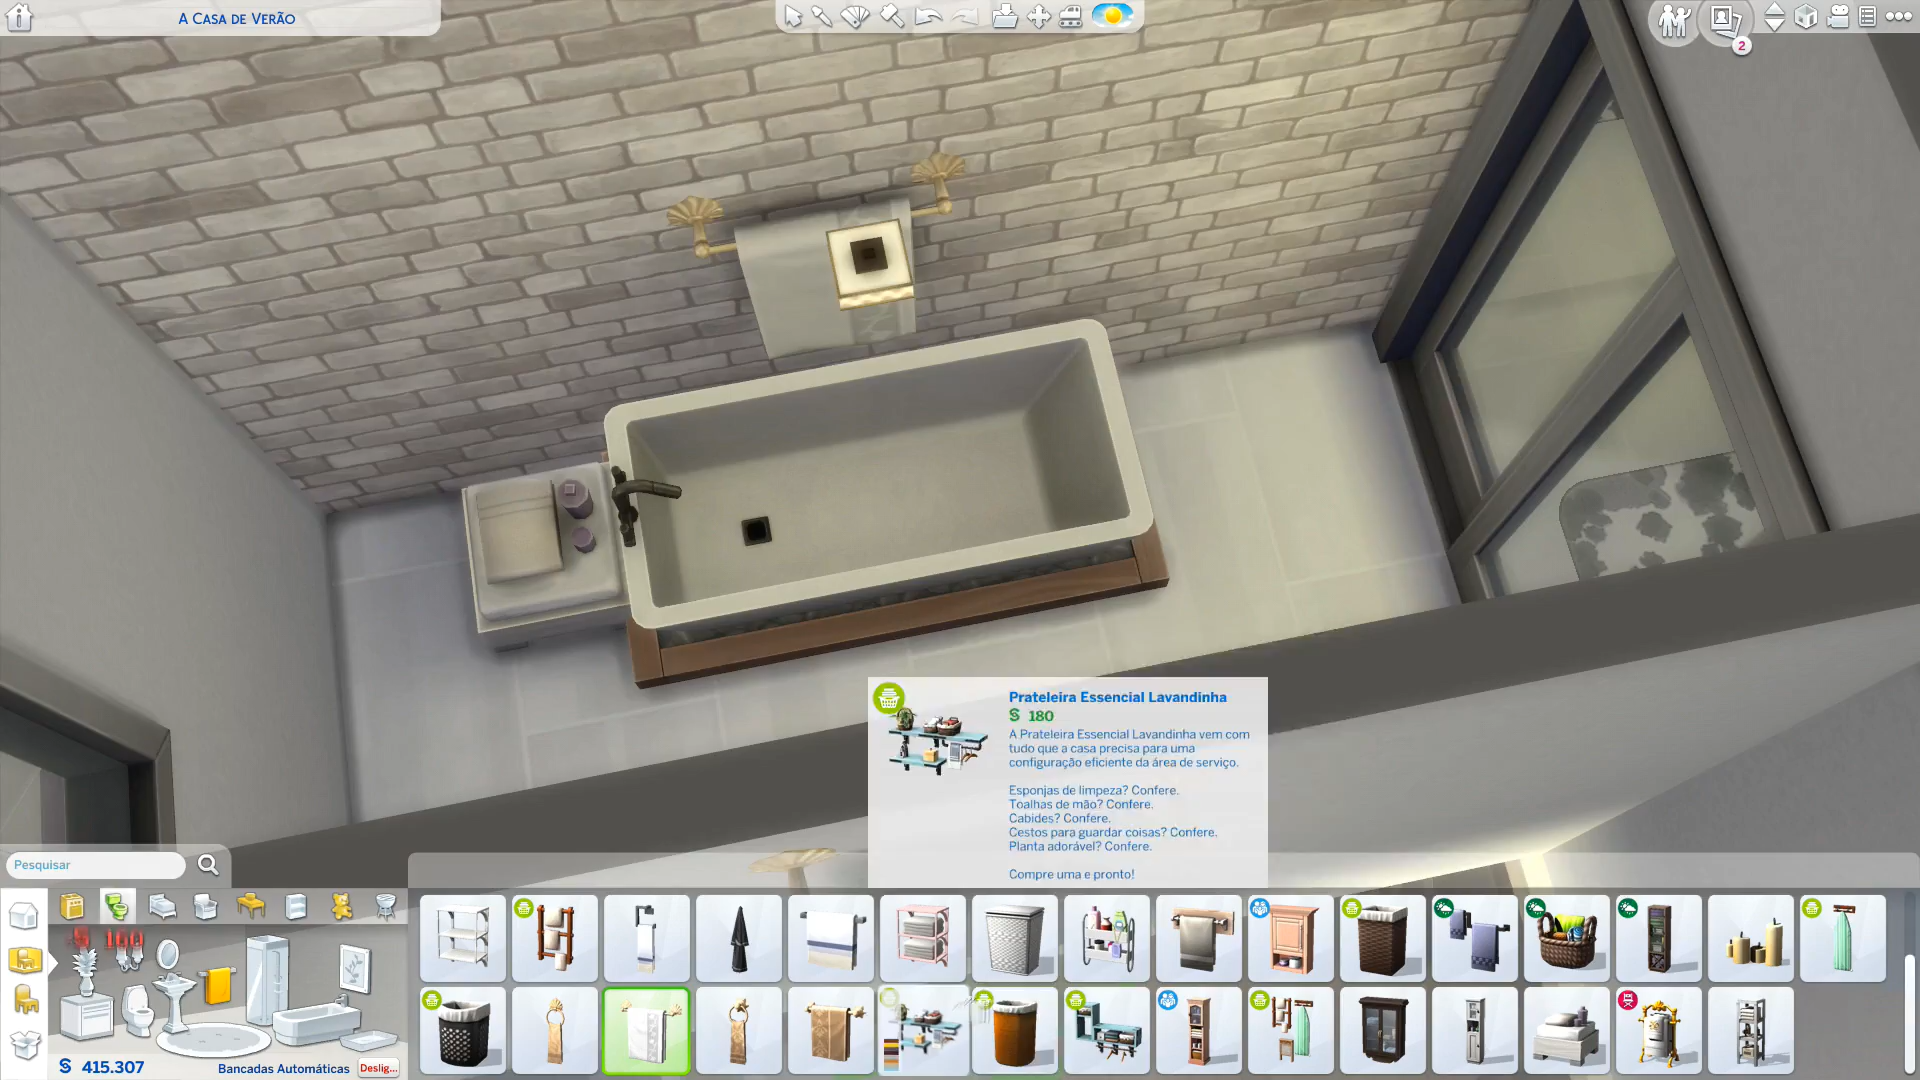 A Casa de Verão
2
Prateleira Essencial Lavandinha
180
A Prateleira Essencial Lavandinha vem com
tudo que a casa precisa para uma
configuração eficiente da área de serviço.
Esponjas de limpeza? Confere.
Toalhas de mão? Confere.
Cabides? Confere.
Cestos para guardar coisas? Confere.
Planta adorável? Confere.
Compre uma e pronto!
Pesquisar
415.307
Bancadas Automáticas
Deslig...